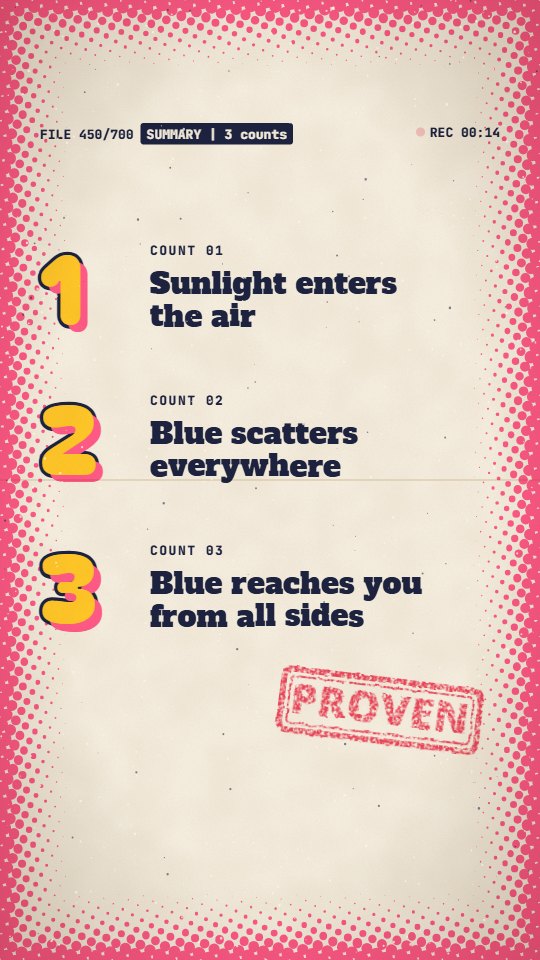 FILE 450/700 SUMMARY | 3 counts
REC 00:14
1
COUNT 01
Sunlight enters
the air
2
COUNT 02
Blue scatters
everywhere
3
COUNT 03
Blue reaches you
from all sides
PROVEN